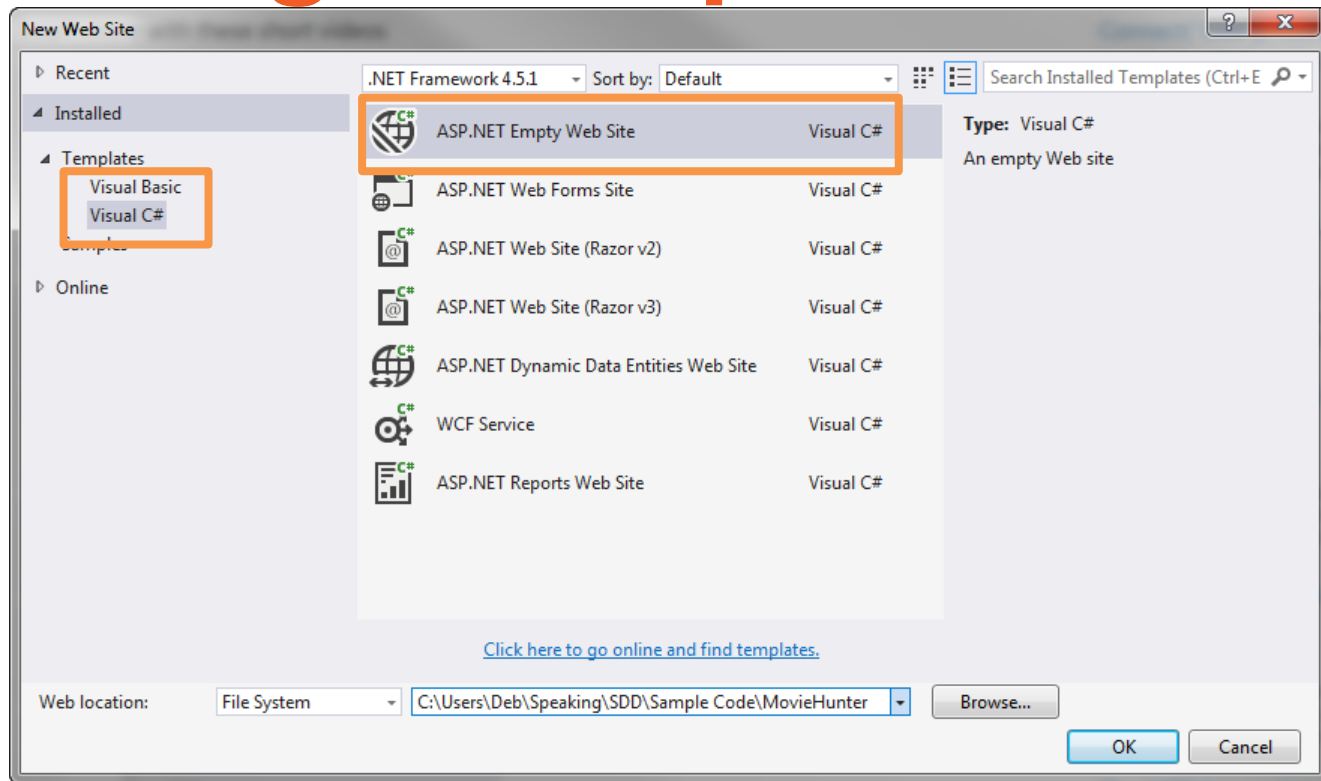 New Web Site
? X
Recent
.NET Framework 4.5.1 Sort by: Default Search Installed Templates (Ctrl+E
Installed
Templates
Visual Basic
Visual C#
Samples
Online
C# ASP.NET Empty Web Site Visual C#
C# ASP.NET Web Forms Site Visual C#
C# @ ASP.NET Web Site (Razor v2) Visual C#
C# @ ASP.NET Web Site (Razor v3) Visual C#
C# ASP.NET Dynamic Data Entities Web Site Visual C#
C# WCF Service Visual C#
C# ASP.NET Reports Web Site Visual C#
Type: Visual C#
An empty Web site
Click here to go online and find templates.
Web location: File System C:\Users\Deb\Speaking\SDD\Sample Code\MovieHunter Browse...
OK Cancel